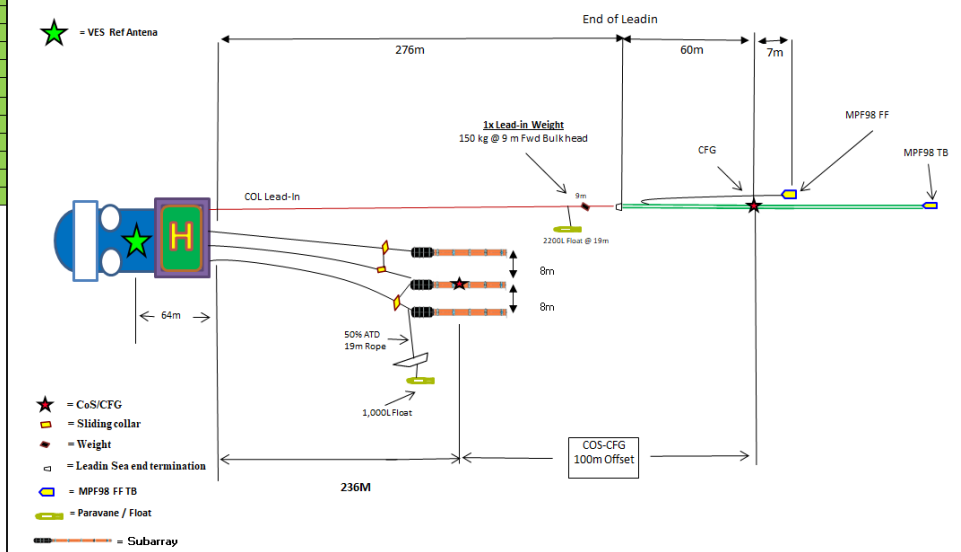 End of Leadin
= VES Ref Antena
276m
60m
7m
MPF98 FF
1x Lead-in Weight
150 kg @ 9 m Fwd Bulkhead
CFG
MPF98 TB
COL Lead-In
9m
H
2200L Float @ 19m
8m
8m
64m
50% ATD
19m Rope
1,000L Float
= CoS/CFG
= Sliding collar
= Weight
= Leadin Sea end termination
= MPF98 FF TB
= Paravane / Float
= Subarray
COS-CFG
100m Offset
236M